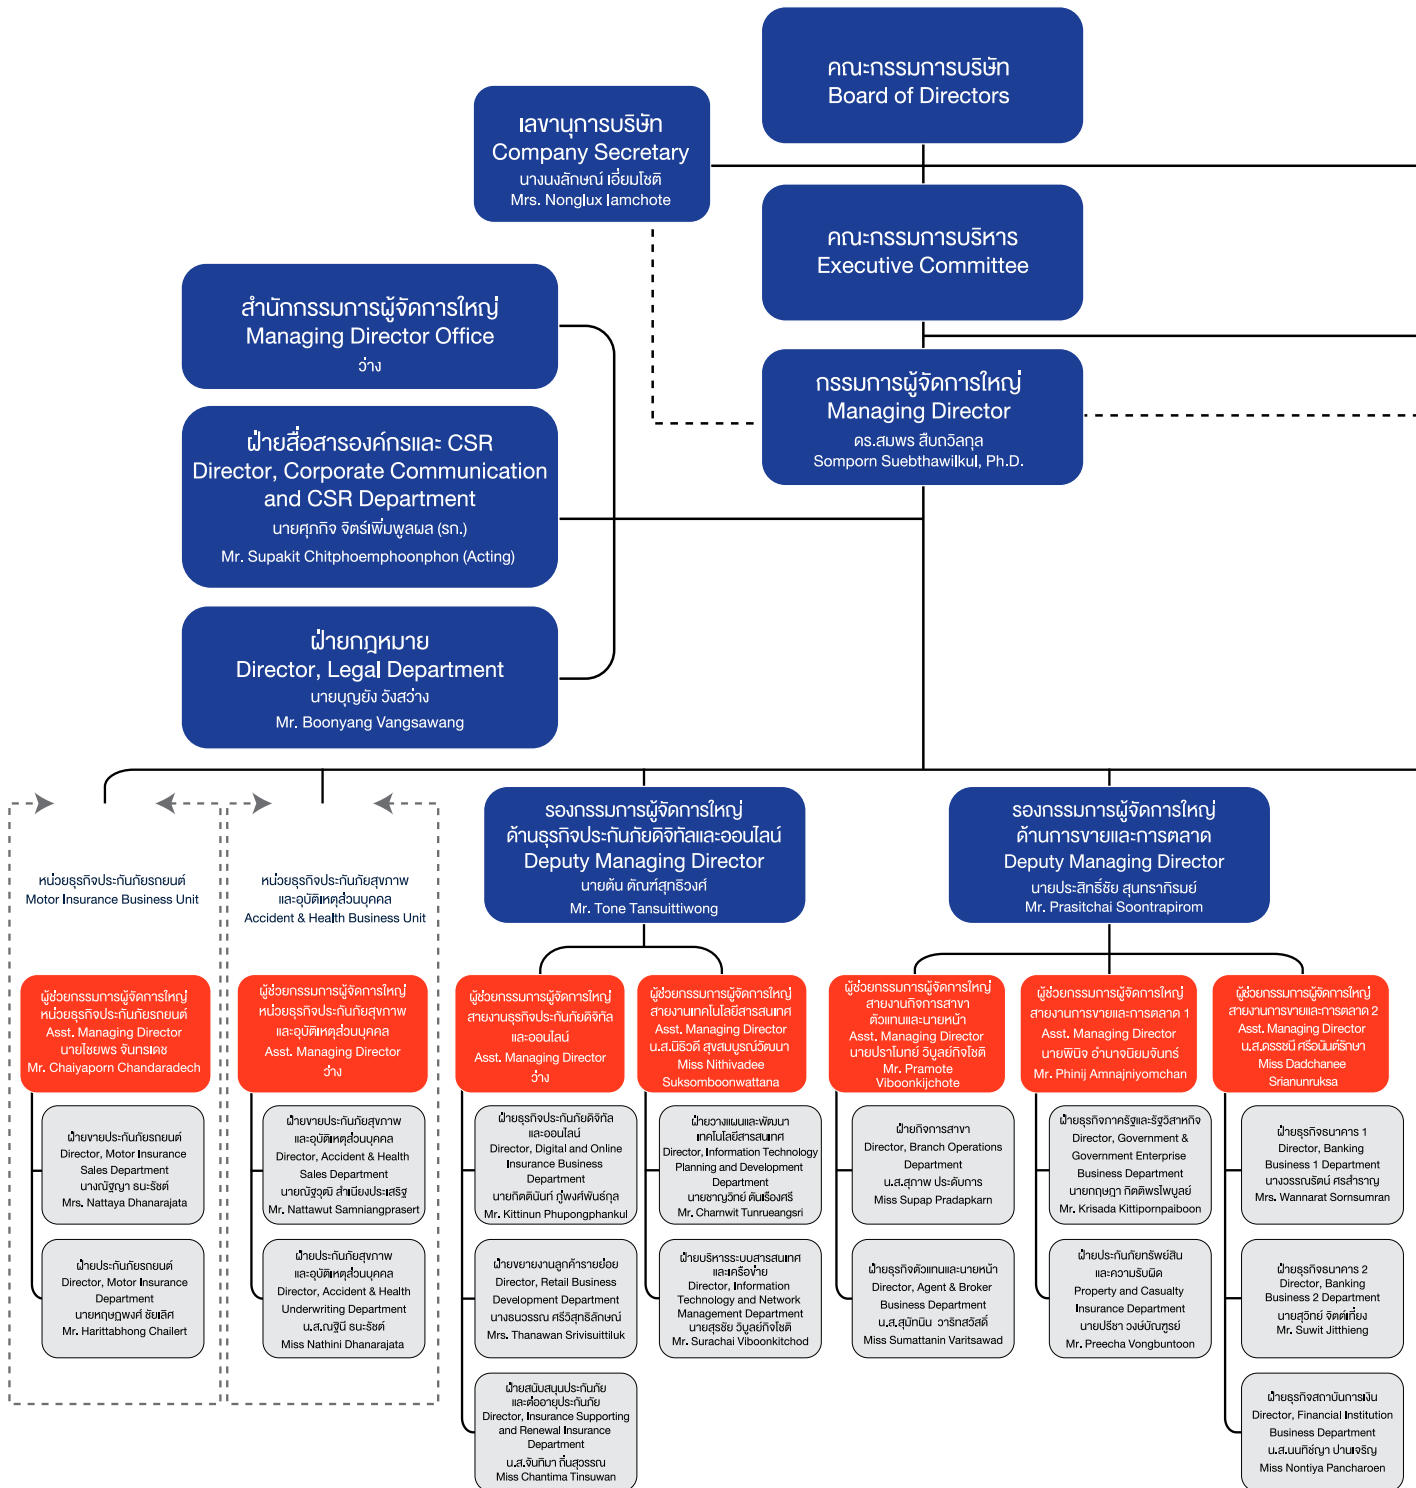 คณะกรรมการบริษัท
Board of Directors
เลขานุการบริษัท
Company Secretary
นางนงลักษณ์ เอี่ยมโชติ
Mrs. Nonglux Iamchote
คณะกรรมการบริหาร
Executive Committee
สำนักกรรมการผู้จัดการใหญ่
Managing Director Office
ว่าง
กรรมการผู้จัดการใหญ่
Managing Director
ดร.สมพร สืบถวิลกุล
Somporn Suebthawilkul, Ph.D.
ฝ่ายสื่อสารองค์กรและ CSR
Director, Corporate Communication
and CSR Department
นายศุภกิจ จิตร์เพิ่มพูลผล (รก.)
Mr. Supakit Chitphoemphoonphon (Acting)
ฝ่ายกฎหมาย
Director, Legal Department
นายบุญยัง วังสว่าง
Mr. Boonyang Vangsawang
หน่วยธุรกิจประกันภัยรถยนต์
Motor Insurance Business Unit
หน่วยธุรกิจประกันภัยสุขภาพ
และอุบัติเหตุส่วนบุคคล
Accident & Health Business Unit
รองกรรมการผู้จัดการใหญ่
ด้านธุรกิจประกันภัยดิจิทัลและออนไลน์
Deputy Managing Director
นายต้น ตัณฑ์สุทธิวงศ์
Mr. Tone Tansuittiwong
รองกรรมการผู้จัดการใหญ่
ด้านการขายและการตลาด
Deputy Managing Director
นายประสิทธิ์ชัย สุนทราภิรมย์
Mr. Prasitchai Soontrapirom
ผู้ช่วยกรรมการผู้จัดการใหญ่
หน่วยธุรกิจประกันภัยรถยนต์
Asst. Managing Director
นายไชยพร จันทรเดช
Mr. Chaiyaporn Chandaradech
ผู้ช่วยกรรมการผู้จัดการใหญ่
หน่วยธุรกิจประกันภัยสุขภาพ
และอุบัติเหตุส่วนบุคคล
Asst. Managing Director
ว่าง
ผู้ช่วยกรรมการผู้จัดการใหญ่
สายงานธุรกิจประกันภัยดิจิทัล
และออนไลน์
Asst. Managing Director
ว่าง
ผู้ช่วยกรรมการผู้จัดการใหญ่
สายงานเทคโนโลยีสารสนเทศ
Asst. Managing Director
น.ส.นิธิวดี สุขสมบูรณ์วัฒนา
Miss Nithivadee
Suksomboonwattana
ผู้ช่วยกรรมการผู้จัดการใหญ่
สายงานกิจการสาขา
ตัวแทนและนายหน้า
Asst. Managing Director
นายปราโมทย์ วิบูลย์กิจโชติ
Mr. Pramote
Viboonkijchote
ผู้ช่วยกรรมการผู้จัดการใหญ่
สายงานการขายและการตลาด 1
Asst. Managing Director
นายพินิจ อำนาจนิยมจันทร์
Mr. Phinij Amnajniyomchan
ผู้ช่วยกรรมการผู้จัดการใหญ่
สายงานการขายและการตลาด 2
Asst. Managing Director
น.ส.ดรรชนี ศรีอนันต์รักษา
Miss Dadchanee
Srianunruksa
ฝ่ายขายประกันภัยรถยนต์
Director, Motor Insurance
Sales Department
นางณัฐญา ธนะรัชต์
Mrs. Nattaya Dhanarajata
ฝ่ายขายประกันภัยสุขภาพ
และอุบัติเหตุส่วนบุคคล
Director, Accident & Health
Sales Department
นายณัฐวุฒิ สำเนียงประเสริฐ
Mr. Nattawut Samniangprasert
ฝ่ายธุรกิจประกันภัยดิจิทัล
และออนไลน์
Director, Digital and Online
Insurance Business
Department
นายกิตตินันท์ ภู่พงศ์พันธ์กุล
Mr. Kittinun Phupongphankul
ฝ่ายวางแผนและพัฒนา
เทคโนโลยีสารสนเทศ
Director, Information Technology
Planning and Development
Department
นายชาญวิทย์ ตันเรืองศรี
Mr. Charnwit Tunrueangsri
ฝ่ายกิจการสาขา
Director, Branch Operations
Department
น.ส.สุภาพ ประดับการ
Miss Supap Pradapkarn
ฝ่ายธุรกิจภาครัฐและรัฐวิสาหกิจ
Director, Government &
Government Enterprise
Business Department
นายกฤษฎา กิตติพรไพบูลย์
Mr. Krisada Kittipornpaiboon
ฝ่ายธุรกิจธนาคาร 1
Director, Banking
Business 1 Department
นางวรรณรัตน์ ศรสำราญ
Mrs. Wannarat Sornsumran
ฝ่ายประกันภัยรถยนต์
Director, Motor Insurance
Department
นายหฤษฎพงศ์ ชัยเลิศ
Mr. Harittabhong Chailert
ฝ่ายประกันภัยสุขภาพ
และอุบัติเหตุส่วนบุคคล
Director, Accident & Health
Underwriting Department
น.ส.ณฐินี ธนะรัชต์
Miss Nathini Dhanarajata
ฝ่ายขยายงานลูกค้ารายย่อย
Director, Retail Business
Development Department
นางธนวรรณ ศรีวิสุทธิลักษณ์
Mrs. Thanawan Srivisuittiluk
ฝ่ายบริหารระบบสารสนเทศ
และเครือข่าย
Director, Information
Technology and Network
Management Department
นายสุรชัย วิบูลย์กิจโชติ
Mr. Surachai Viboonkitchod
ฝ่ายธุรกิจตัวแทนและนายหน้า
Director, Agent & Broker
Business Department
น.ส.สุมัทนิน วาริทสวัสดิ์
Miss Sumattanin Varitsawad
ฝ่ายประกันภัยทรัพย์สิน
และความรับผิด
Property and Casualty
Insurance Department
นายปรีชา วงษ์บัณฑูรย์
Mr. Preecha Vongbuntoon
ฝ่ายธุรกิจธนาคาร 2
Director, Banking
Business 2 Department
นายสุวิทย์ จิตต์เที่ยง
Mr. Suwit Jitthieng
ฝ่ายสนับสนุนประกันภัย
และต่ออายุประกันภัย
Director, Insurance Supporting
and Renewal Insurance
Department
น.ส.จันทิมา ถิ่นสุวรรณ
Miss Chantima Tinsuwan
ฝ่ายธุรกิจสถาบันการเงิน
Director, Financial Institution
Business Department
น.ส.นนทิชญา ปานเจริญ
Miss Nontiya Pancharoen